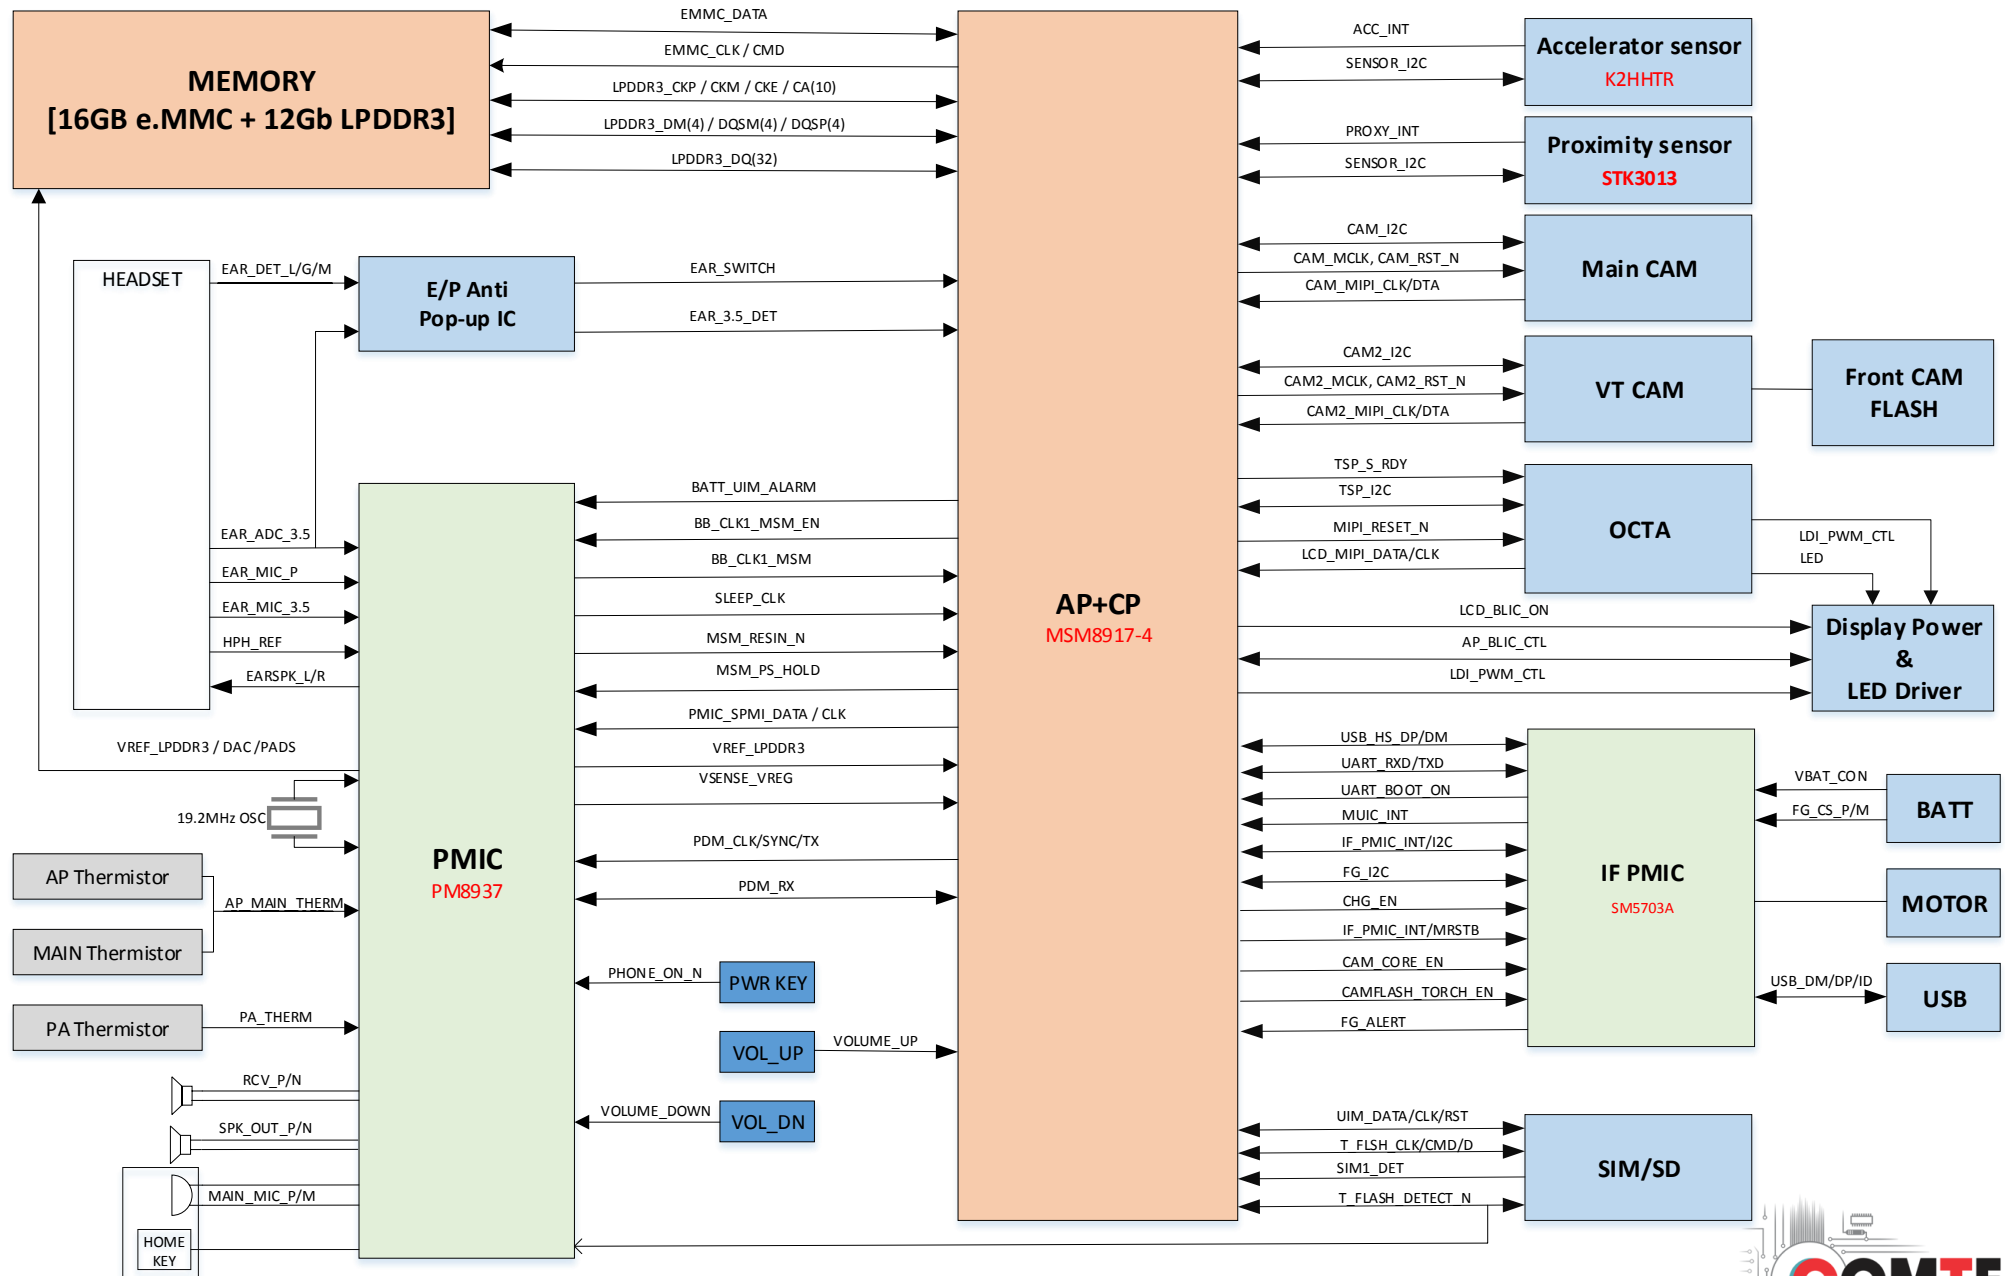 MEMORY
[16GB e.MMC + 12Gb LPDDR3]
EMMC_DATA
EMMC_CLK / CMD
LPDDR3_CKP / CKM / CKE / CA(10)
LPDDR3_DM(4) / DQSM(4) / DQSP(4)
LPDDR3_DQ(32)
HEADSET
EAR_DET_L/G/M
E/P Anti
Pop-up IC
EAR_SWITCH
EAR_3.5_DET
EAR_ADC_3.5
EAR_MIC_P
EAR_MIC_3.5
HPH_REF
EARSPK_L/R
VREF_LPDDR3 / DAC /PADS
19.2MHz OSC
AP Thermistor
AP_MAIN_THERM
MAIN Thermistor
PA Thermistor
PA_THERM
RCV_P/N
SPK_OUT_P/N
MAIN_MIC_P/M
HOME
KEY
PMIC
PM8937
BATT_UIM_ALARM
BB_CLK1_MSM_EN
BB_CLK1_MSM
SLEEP_CLK
MSM_RESIN_N
MSM_PS_HOLD
PMIC_SPMI_DATA / CLK
VREF_LPDDR3
VSENSE_VREG
PDM_CLK/SYNC/TX
PDM_RX
PHONE_ON_N
PWR KEY
VOL_UP
VOLUME_UP
VOLUME_DOWN
VOL_DN
AP+CP
MSM8917-4
ACC_INT
SENSOR_I2C
Accelerator sensor
K2HHTR
PROXY_INT
SENSOR_I2C
Proximity sensor
STK3013
CAM_I2C
CAM_MCLK, CAM_RST_N
CAM_MIPI_CLK/DTA
Main CAM
CAM2_I2C
CAM2_MCLK, CAM2_RST_N
CAM2_MIPI_CLK/DTA
VT CAM
Front CAM
FLASH
TSP_S_RDY
TSP_I2C
MIPI_RESET_N
LCD_MIPI_DATA/CLK
OCTA
LDI_PWM_CTL
LED
LCD_BLIC_ON
AP_BLIC_CTL
LDI_PWM_CTL
Display Power
&
LED Driver
USB_HS_DP/DM
UART_RXD/TXD
UART_BOOT_ON
MUIC_INT
IF_PMIC_INT/I2C
FG_I2C
CHG_EN
IF_PMIC_INT/MRSTB
CAM_CORE_EN
CAMFLASH_TORCH_EN
FG_ALERT
IF PMIC
SM5703A
VBAT_CON
FG_CS_P/M
BATT
MOTOR
USB_DM/DP/ID
USB
UIM_DATA/CLK/RST
T_FLSH_CLK/CMD/D
SIM1_DET
T_FLASH_DETECT_N
SIM/SD